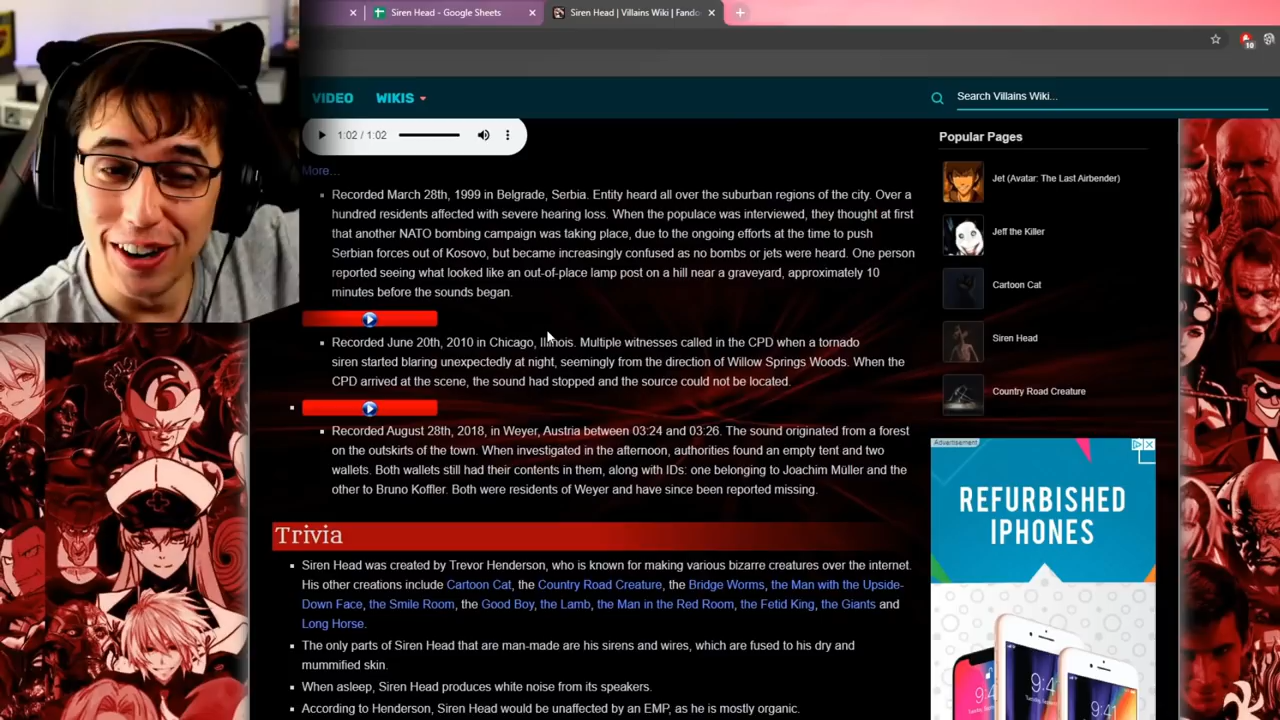 Siren Head - Google Sheets
Siren Head | Villains Wiki | Fando
10
VIDEO WIKIS
Search Villains Wiki...
1:02 / 1:02
Popular Pages
More...
Recorded March 28th, 1999 in Belgrade, Serbia. Entity heard all over the suburban regions of the city. Over a
hundred residents affected with severe hearing loss. When the populace was interviewed, they thought at first
that another NATO bombing campaign was taking place, due to the ongoing efforts at the time to push
Serbian forces out of Kosovo, but became increasingly confused as no bombs or jets were heard. One person
reported seeing what looked like an out-of-place lamp post on a hill near a graveyard, approximately 10
minutes before the sounds began.
Recorded June 20th, 2010 in Chicago, Illinois. Multiple witnesses called in the CPD when a tornado
siren started blaring unexpectedly at night, seemingly from the direction of Willow Springs Woods. When the
CPD arrived at the scene, the sound had stopped and the source could not be located.
Recorded August 28th, 2018, in Weyer, Austria between 03:24 and 03:26. The sound originated from a forest
on the outskirts of the town. When investigated in the afternoon, authorities found an empty tent and two
wallets. Both wallets still had their contents in them, along with IDs: one belonging to Joachim Müller and the
other to Bruno Koffler. Both were residents of Weyer and have since been reported missing.
Trivia
Siren Head was created by Trevor Henderson, who is known for making various bizarre creatures over the internet.
His other creations include Cartoon Cat, the Country Road Creature, the Bridge Worms, the Man with the Upside-
Down Face, the Smile Room, the Good Boy, the Lamb, the Man in the Red Room, the Fetid King, the Giants and
Long Horse.
The only parts of Siren Head that are man-made are his sirens and wires, which are fused to his dry and
mummified skin.
When asleep, Siren Head produces white noise from its speakers.
According to Henderson, Siren Head would be unaffected by an EMP, as he is mostly organic.
Jet (Avatar: The Last Airbender)
Jeff the Killer
Cartoon Cat
Siren Head
Country Road Creature
Advertisement
REFURBISHED
IPHONES
9:41